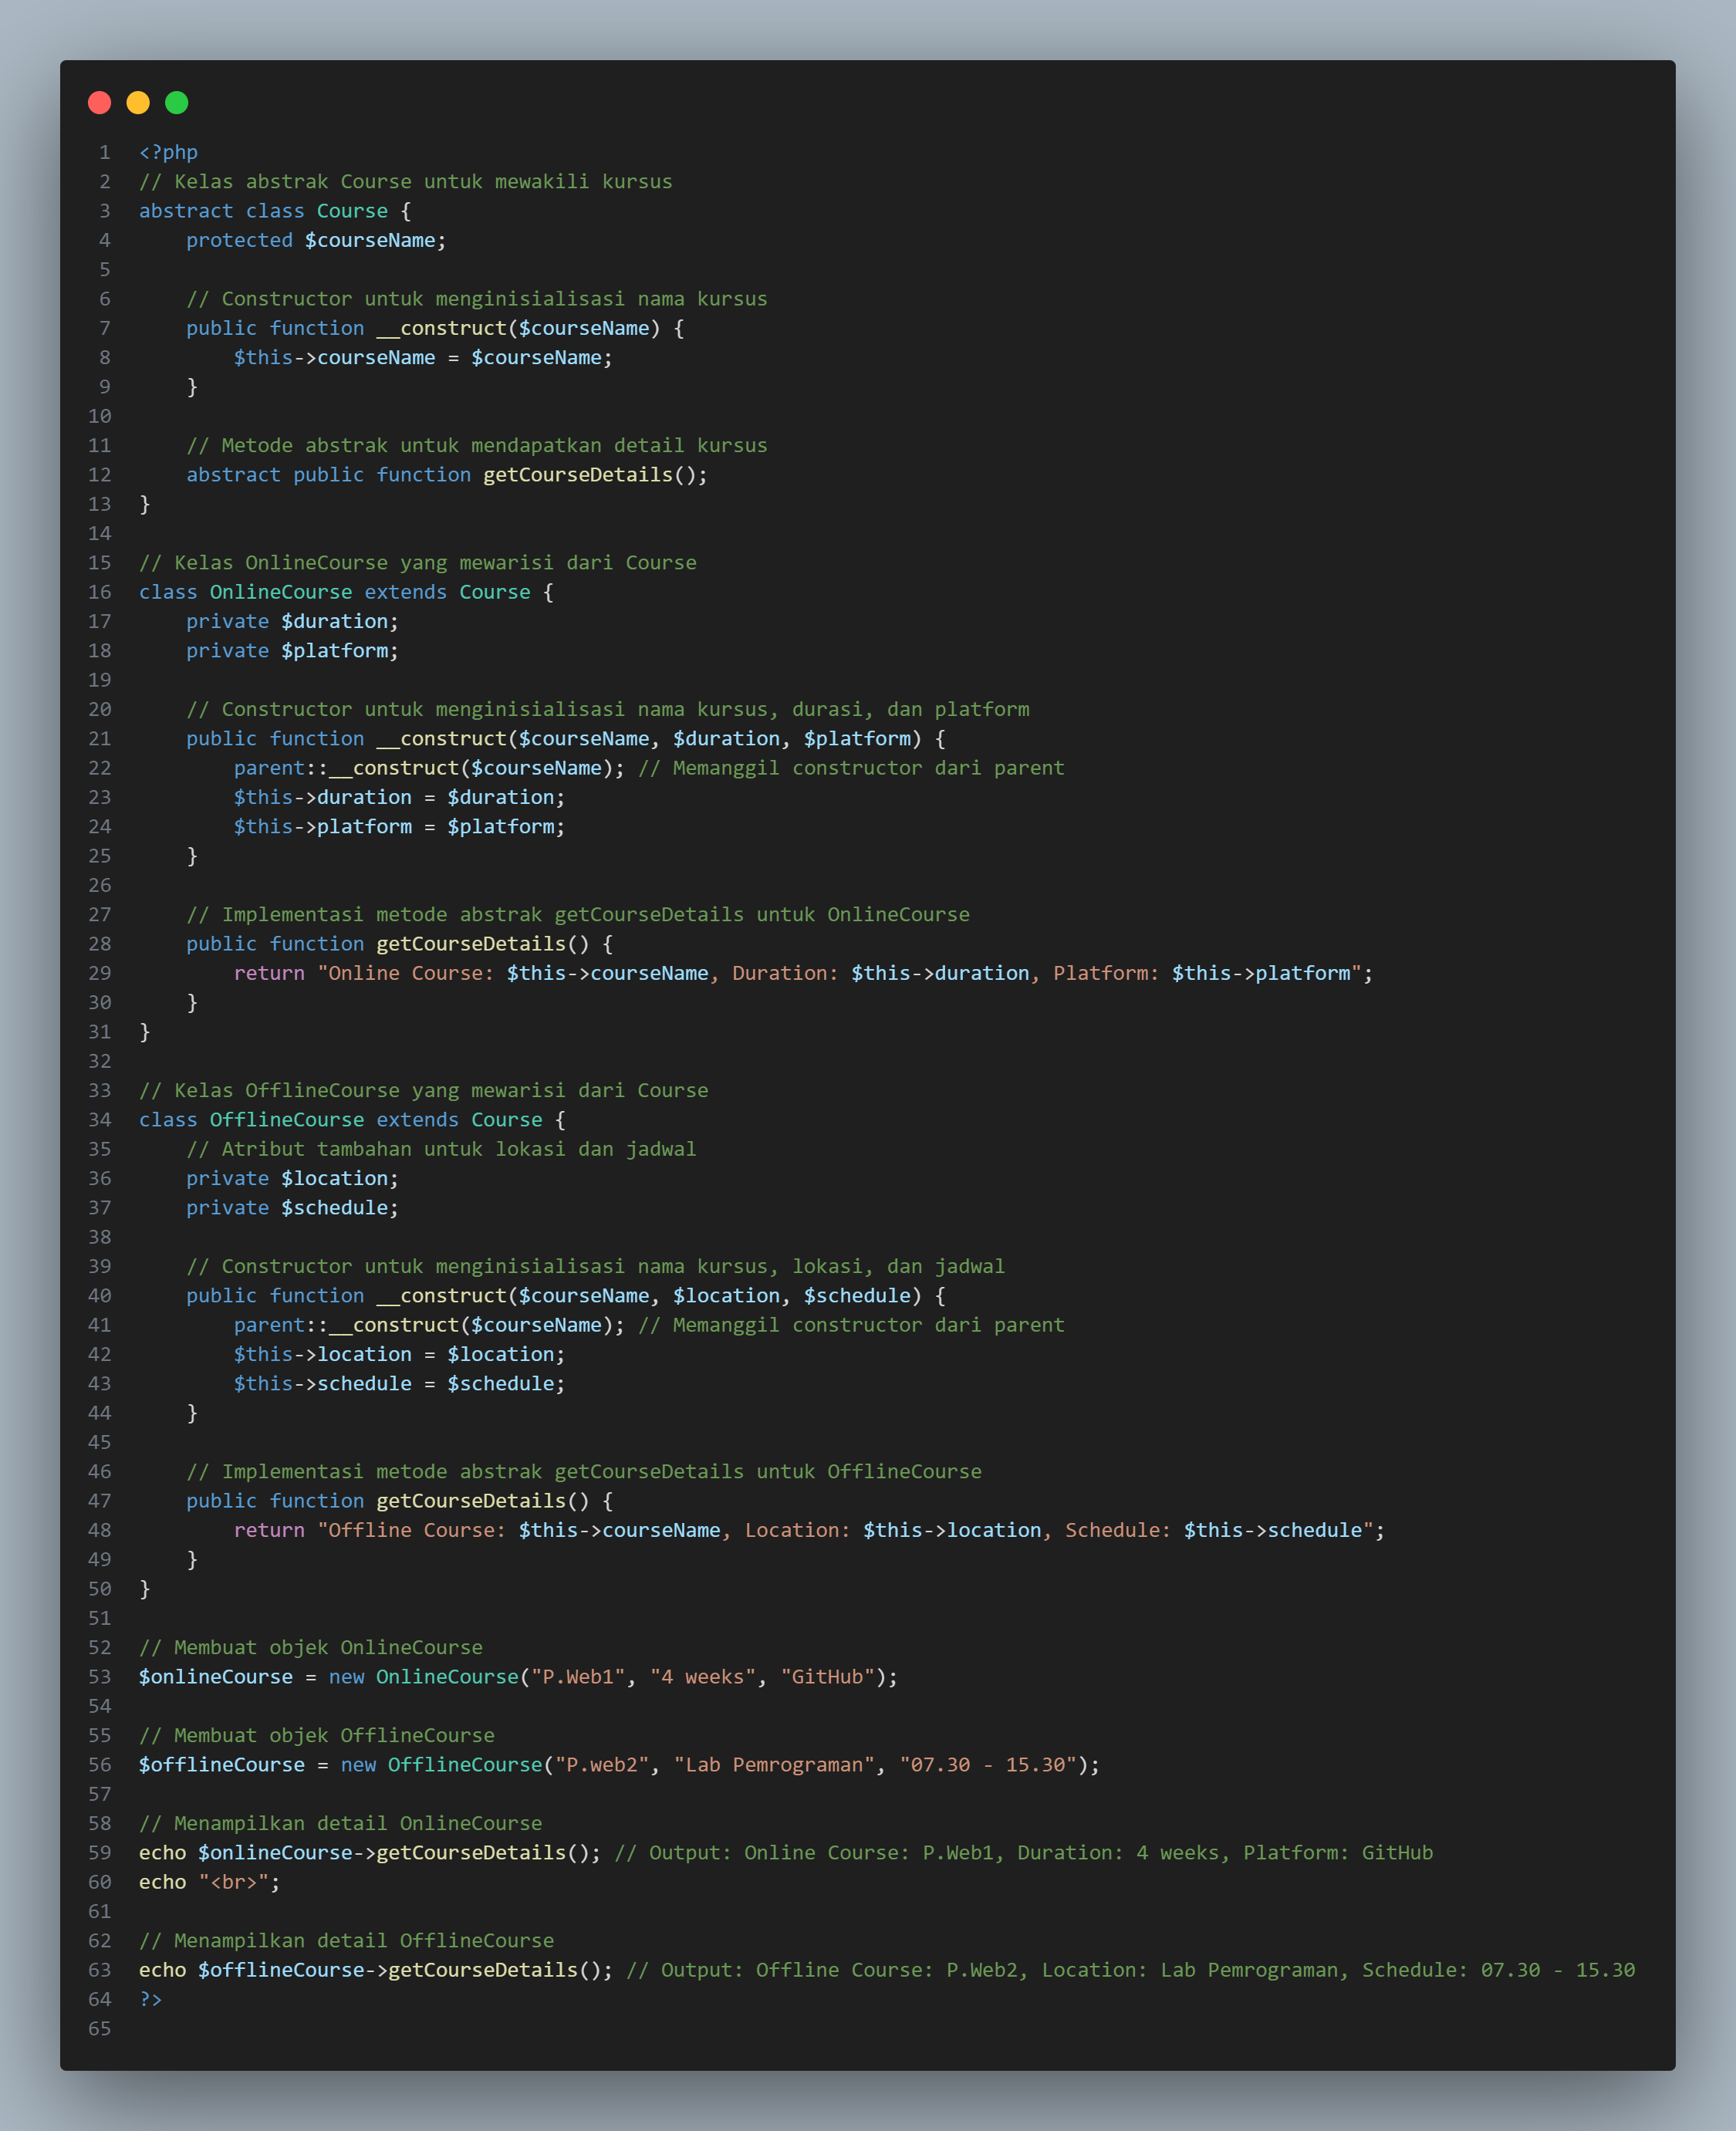 1 <?php
2 // Kelas abstrak Course untuk mewakili kursus
3 abstract class Course {
4     protected $courseName;
5
6     // Constructor untuk menginisialisasi nama kursus
7     public function __construct($courseName) {
8         $this->courseName = $courseName;
9     }
10
11     // Metode abstrak untuk mendapatkan detail kursus
12     abstract public function getCourseDetails();
13 }
14
15 // Kelas OnlineCourse yang mewarisi dari Course
16 class OnlineCourse extends Course {
17     private $duration;
18     private $platform;
19
20     // Constructor untuk menginisialisasi nama kursus, durasi, dan platform
21     public function __construct($courseName, $duration, $platform) {
22         parent::__construct($courseName); // Memanggil constructor dari parent
23         $this->duration = $duration;
24         $this->platform = $platform;
25     }
26
27     // Implementasi metode abstrak getCourseDetails untuk OnlineCourse
28     public function getCourseDetails() {
29         return "Online Course: $this->courseName, Duration: $this->duration, Platform: $this->platform";
30     }
31 }
32
33 // Kelas OfflineCourse yang mewarisi dari Course
34 class OfflineCourse extends Course {
35     // Atribut tambahan untuk lokasi dan jadwal
36     private $location;
37     private $schedule;
38
39     // Constructor untuk menginisialisasi nama kursus, lokasi, dan jadwal
40     public function __construct($courseName, $location, $schedule) {
41         parent::__construct($courseName); // Memanggil constructor dari parent
42         $this->location = $location;
43         $this->schedule = $schedule;
44     }
45
46     // Implementasi metode abstrak getCourseDetails untuk OfflineCourse
47     public function getCourseDetails() {
48         return "Offline Course: $this->courseName, Location: $this->location, Schedule: $this->schedule";
49     }
50 }
51
52 // Membuat objek OnlineCourse
53 $onlineCourse = new OnlineCourse("P.Web1", "4 weeks", "GitHub");
54
55 // Membuat objek OfflineCourse
56 $offlineCourse = new OfflineCourse("P.web2", "Lab Pemrograman", "07.30 - 15.30");
57
58 // Menampilkan detail OnlineCourse
59 echo $onlineCourse->getCourseDetails(); // Output: Online Course: P.Web1, Duration: 4 weeks, Platform: GitHub
60 echo "<br>";
61
62 // Menampilkan detail OfflineCourse
63 echo $offlineCourse->getCourseDetails(); // Output: Offline Course: P.Web2, Location: Lab Pemrograman, Schedule: 07.30 - 15.30
64 ?>
65